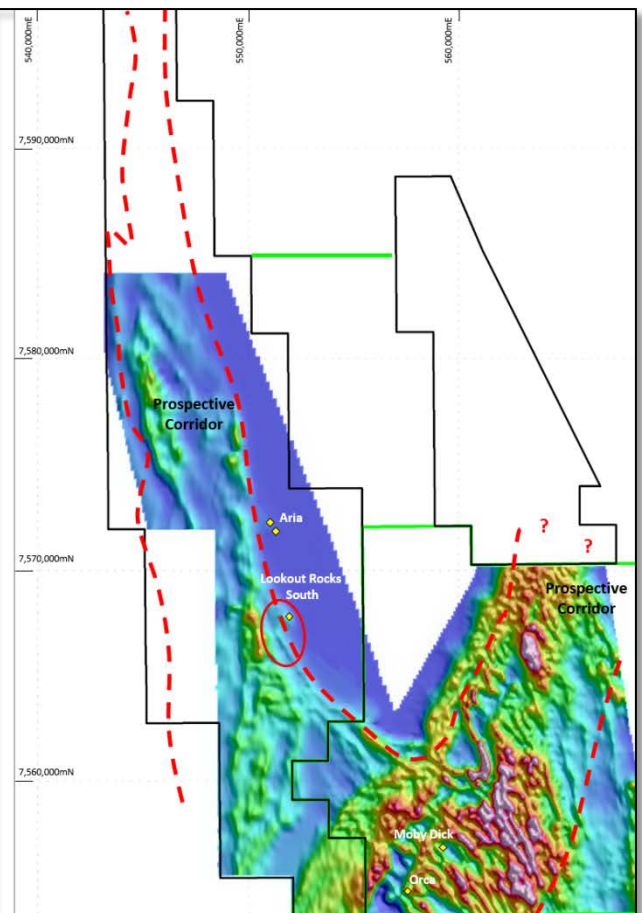 540,000mE
550,000mE
560,000mE
7,590,000mN
7,580,000mN
Prospective
Corridor
Aria
?
?
7,570,000mN
Lookout Rocks
South
Prospective
Corridor
7,560,000mN
Moby Dick
Orca